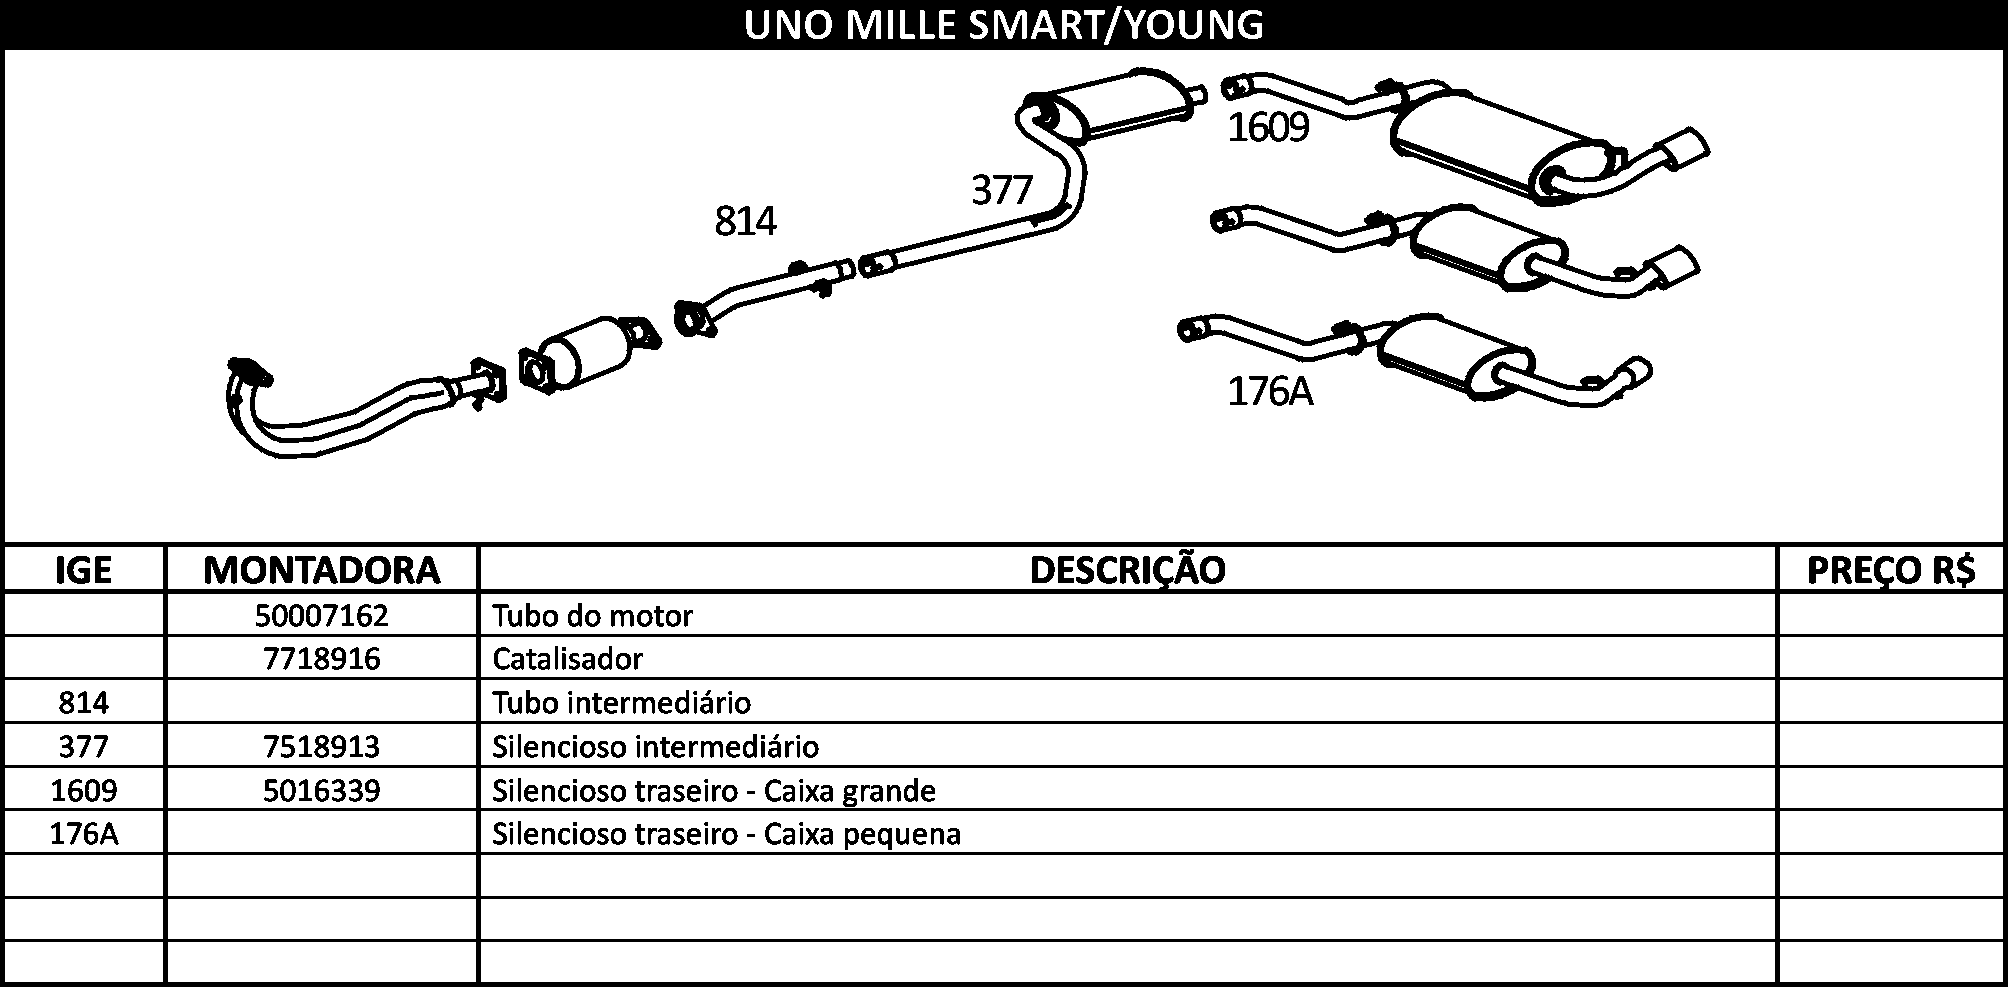 UNO MILLE SMART/YOUNG
1609
377
814
176A
IGE MONTADORA DESCRIÇÃO PREÇO R$
50007162 Tubo do motor
7718916 Catalisador
814 Tubo intermediário
377 7518913 Silencioso intermediário
1609 5016339 Silencioso traseiro - Caixa grande
176A Silencioso traseiro - Caixa pequena